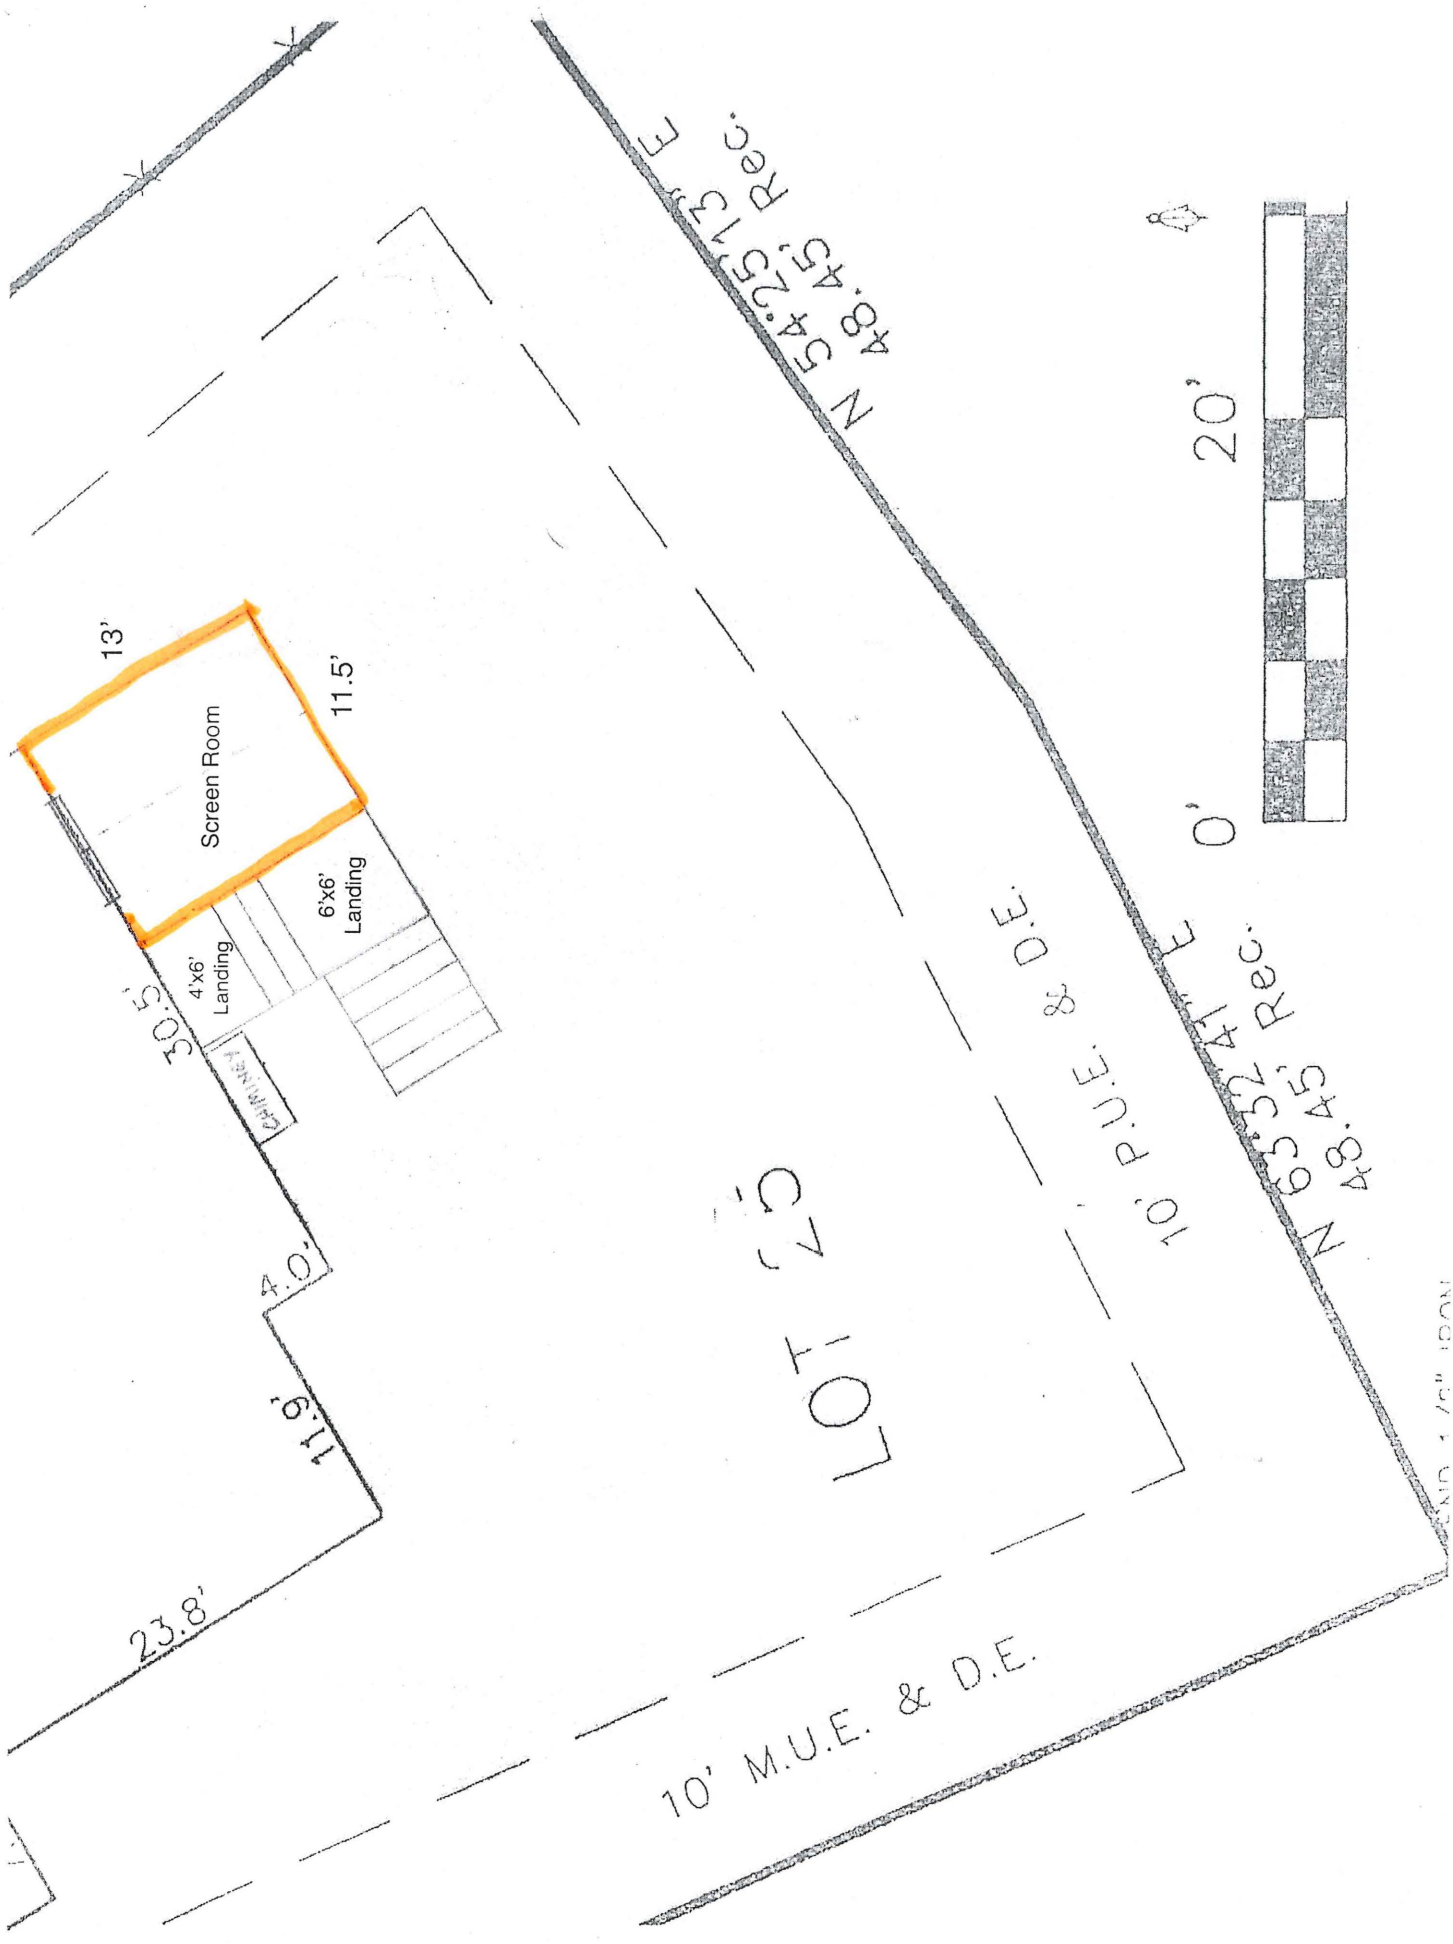 13'
11.5'
Screen Room
6'x6'
Landing
4'x6'
Landing
30.5'
CHIMNEY
4.0'
11.9'
23.8'
LOT 25
10' P.U.E. & D.E.
10' M.U.E. & D.E.
N 54°25'13" E
48.45' Rec.
N 63°32'41" E
48.45' Rec.
0'
20'